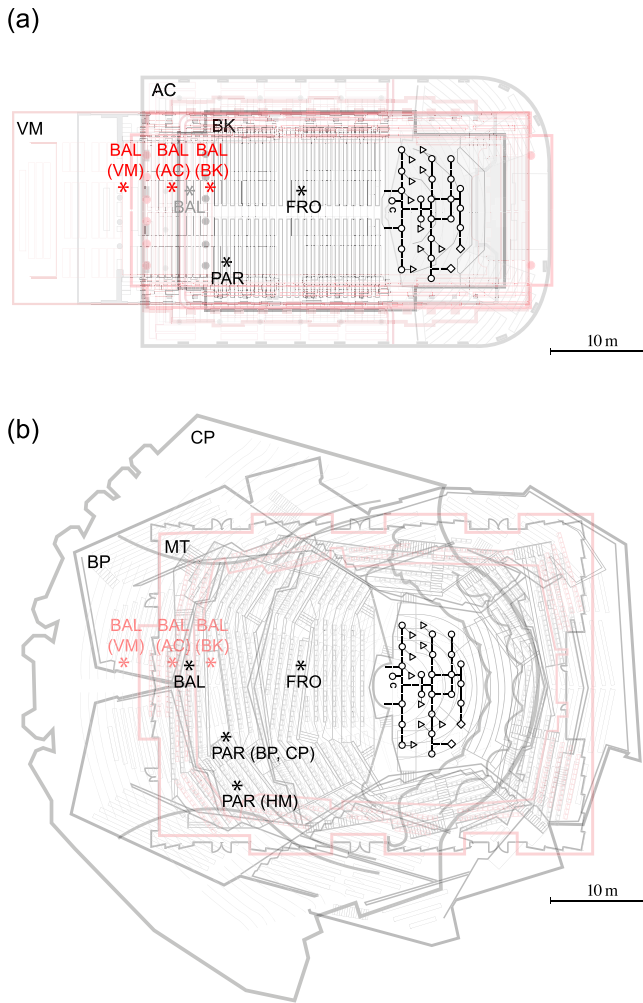 (a)
AC
VM
BK
BAL BAL BAL
(VM) (AC) (BK)
BAL
FRO
PAR
C
10 m
(b)
CP
BP
MT
BAL BAL BAL
(VM) (AC) (BK)
BAL
FRO
C
PAR (BP, CP)
PAR (HM)
10 m